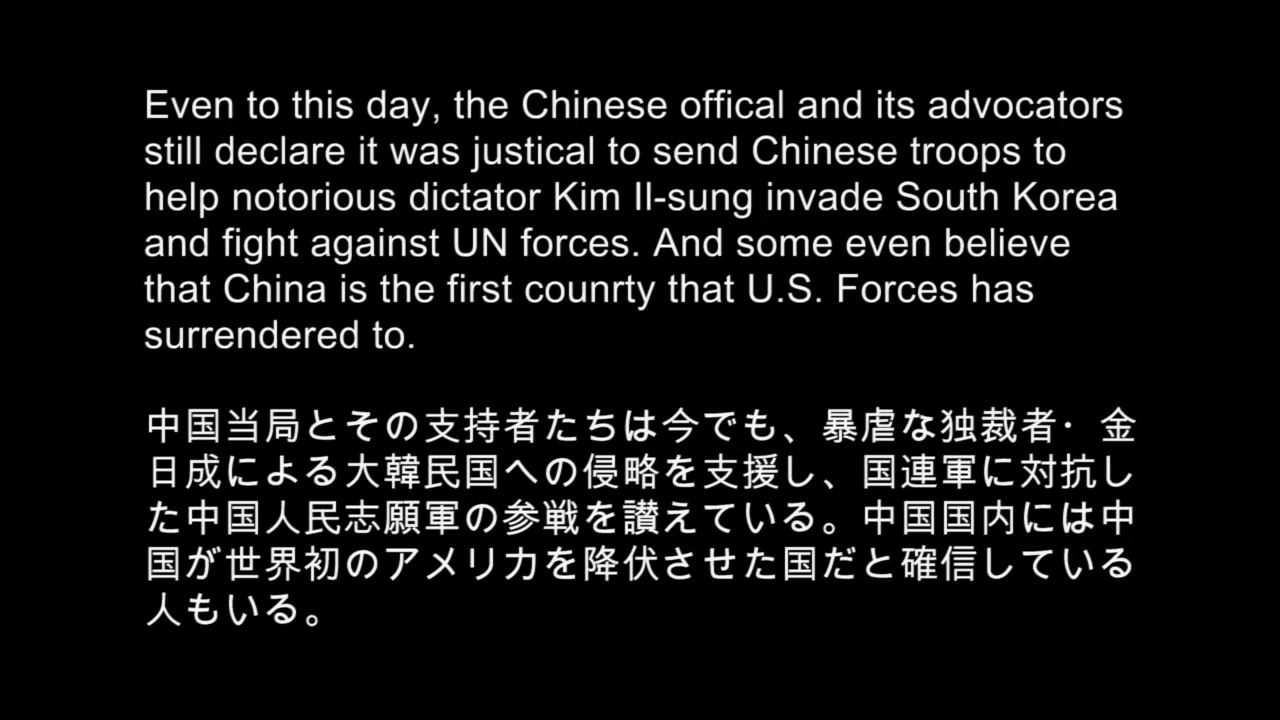 Even to this day, the Chinese offical and its advocators
still declare it was justical to send Chinese troops to
help notorious dictator Kim Il-sung invade South Korea
and fight against UN forces. And some even believe
that China is the first counrty that U.S. Forces has
surrendered to.
中国当局とその支持者たちは今でも、暴虐な独裁者·金
日成による大韓民国への侵略を支援し、国連軍に対抗し
た中国人民志願軍の参戦を讃えている。中国国内には中
国が世界初のアメリカを降伏させた国だと確信している
人もいる。